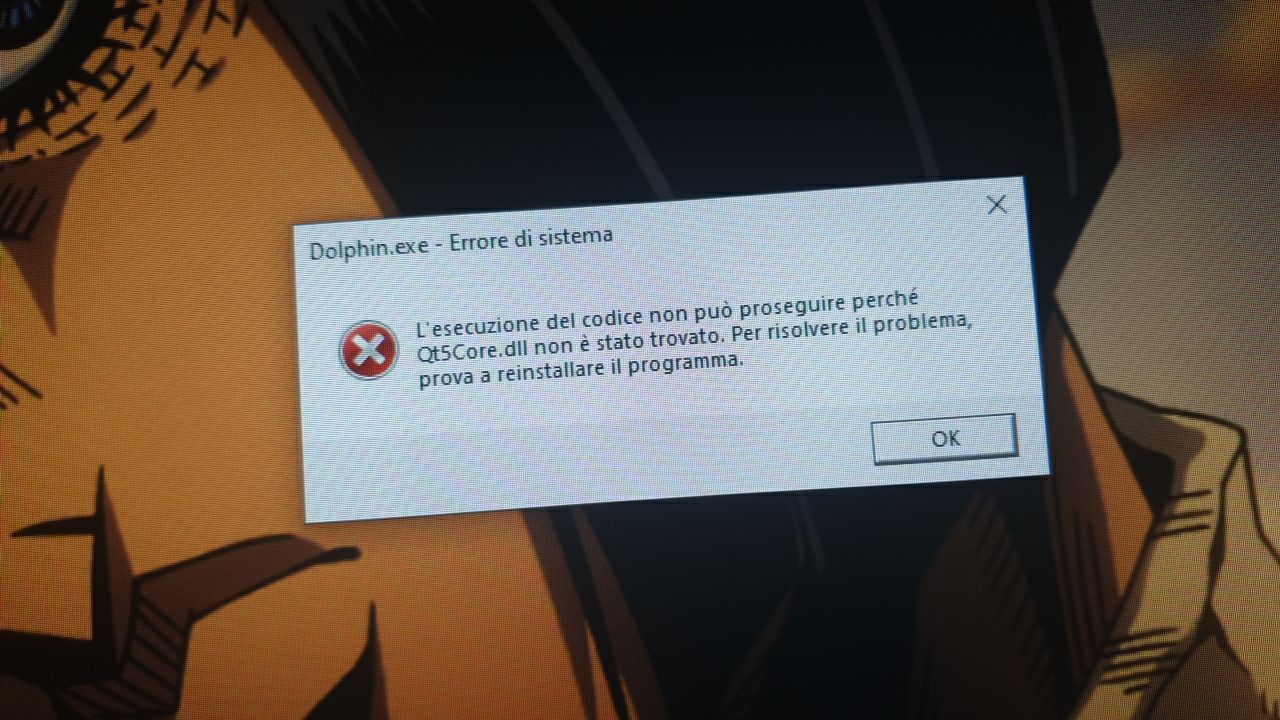 Dolphin.exe - Errore di sistema
L'esecuzione del codice non può proseguire perché
Qt5Core.dll non è stato trovato. Per risolvere il problema,
prova a reinstallare il programma.
OK